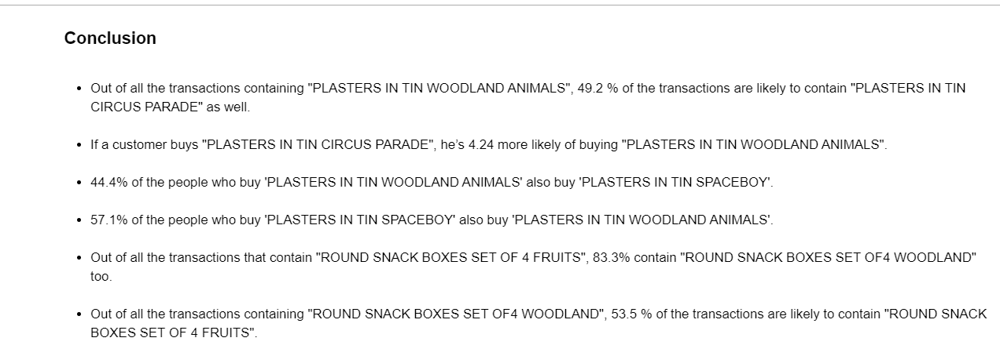 Conclusion
• Out of all the transactions containing "PLASTERS IN TIN WOODLAND ANIMALS", 49.2 % of the transactions are likely to contain "PLASTERS IN TIN
CIRCUS PARADE" as well.
• If a customer buys "PLASTERS IN TIN CIRCUS PARADE", he’s 4.24 more likely of buying "PLASTERS IN TIN WOODLAND ANIMALS".
• 44.4% of the people who buy 'PLASTERS IN TIN WOODLAND ANIMALS' also buy 'PLASTERS IN TIN SPACEBOY'.
• 57.1% of the people who buy 'PLASTERS IN TIN SPACEBOY' also buy 'PLASTERS IN TIN WOODLAND ANIMALS'.
• Out of all the transactions that contain "ROUND SNACK BOXES SET OF 4 FRUITS", 83.3% contain "ROUND SNACK BOXES SET OF4 WOODLAND"
too.
• Out of all the transactions containing "ROUND SNACK BOXES SET OF4 WOODLAND", 53.5 % of the transactions are likely to contain "ROUND SNACK
BOXES SET OF 4 FRUITS".